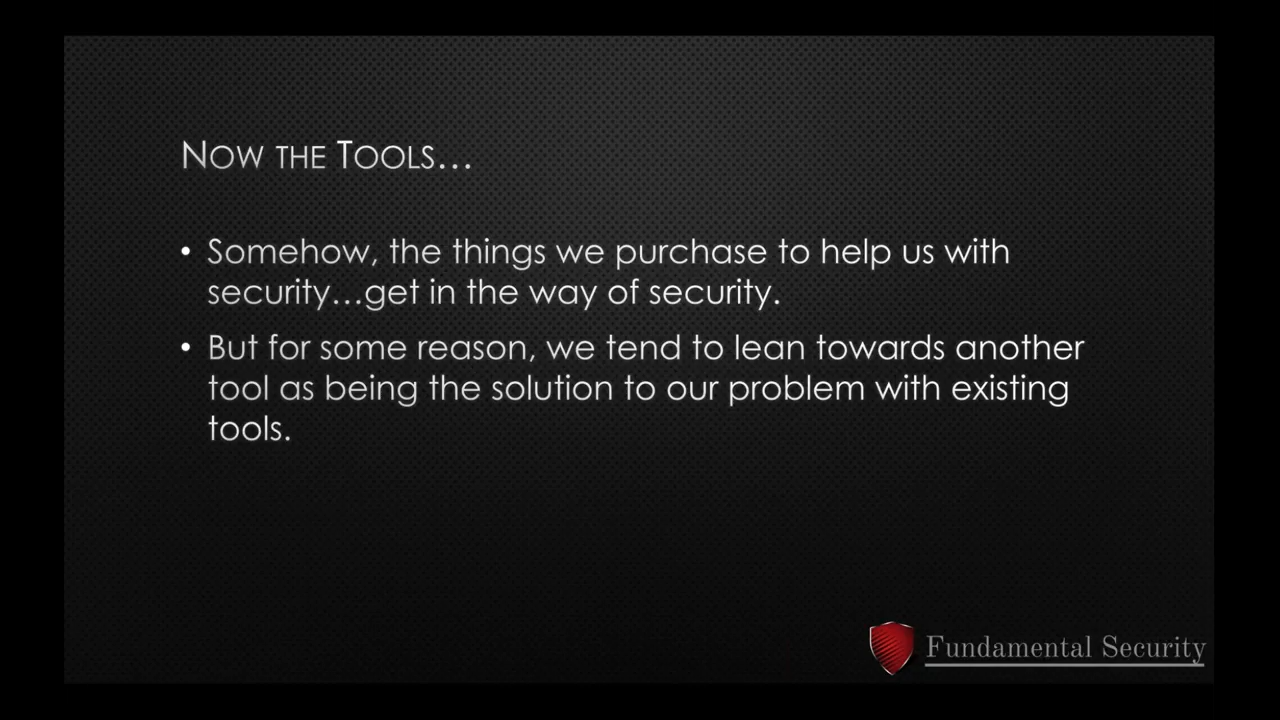 Now the Tools…
• Somehow, the things we purchase to help us with
security…get in the way of security.
• But for some reason, we tend to lean towards another
tool as being the solution to our problem with existing
tools.
Fundamental Security